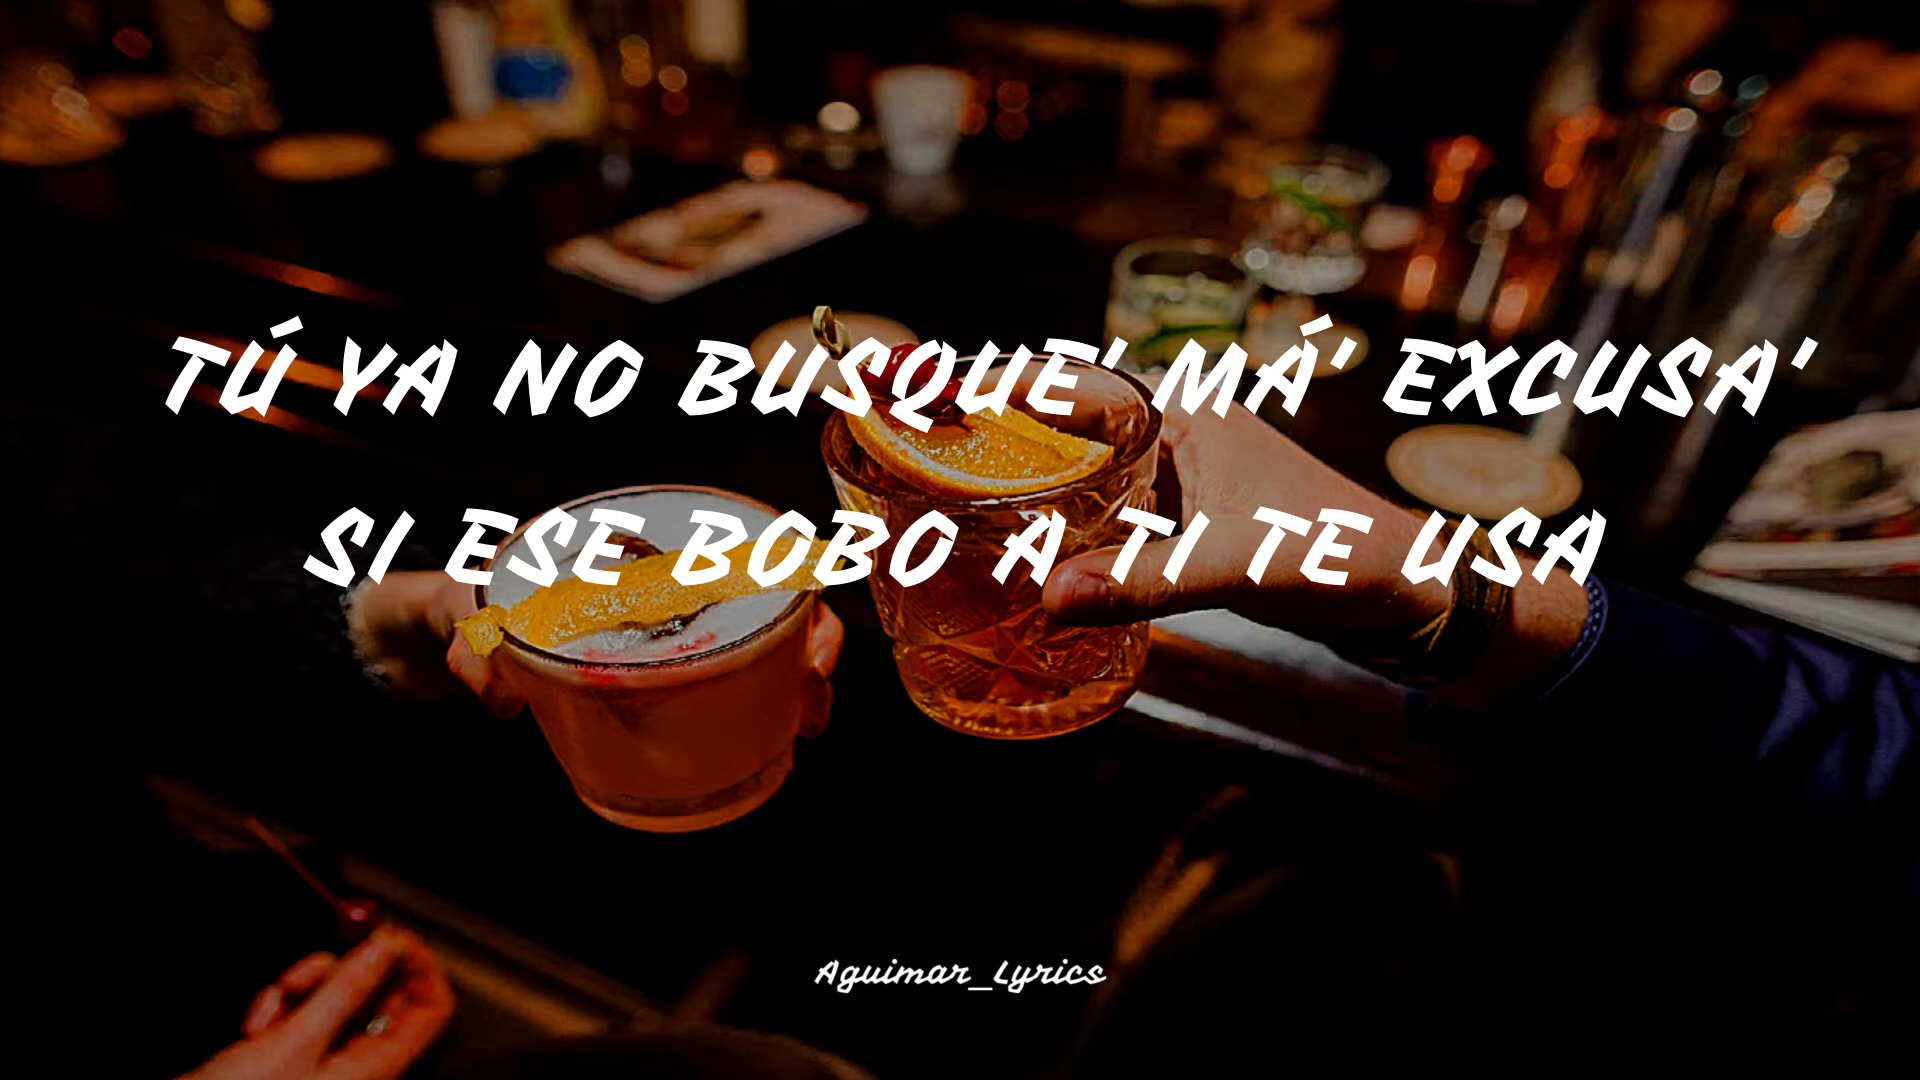 TÚ YA NO BUSQUE' MÁ' EXCUSA'
SI ESE BOBO A TI TE USA
Aguimar_Lyrics